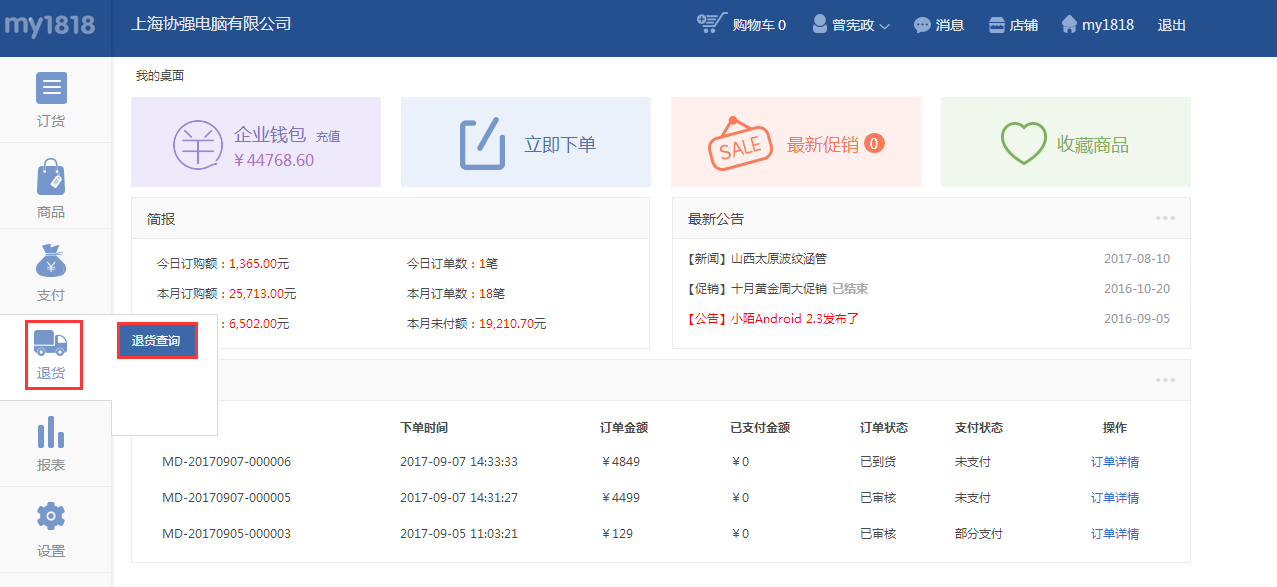 my1818
上海协强电脑有限公司
购物车 0
曾宪政
消息
店铺
my1818
退出
订货
商品
支付
退货
报表
设置
退货查询
我的桌面
企业钱包 充值
￥44768.60
立即下单
SALE
最新促销 0
收藏商品
简报
今日订购额：1,365.00元
今日订单数：1笔
本月订购额：25,713.00元
本月订单数：18笔
：6,502.00元
本月未付额：19,210.70元
最新公告
【新闻】山西太原波纹涵管 2017-08-10
【促销】十月黄金周大促销 已结束 2016-10-20
【公告】小陌Android 2.3发布了 2016-09-05
下单时间 订单金额 已支付金额 订单状态 支付状态 操作
MD-20170907-000006 2017-09-07 14:33:33 ￥4849 ￥0 已到货 未支付 订单详情
MD-20170907-000005 2017-09-07 14:31:27 ￥4499 ￥0 已审核 未支付 订单详情
MD-20170905-000003 2017-09-05 11:03:21 ￥129 ￥0 已审核 部分支付 订单详情